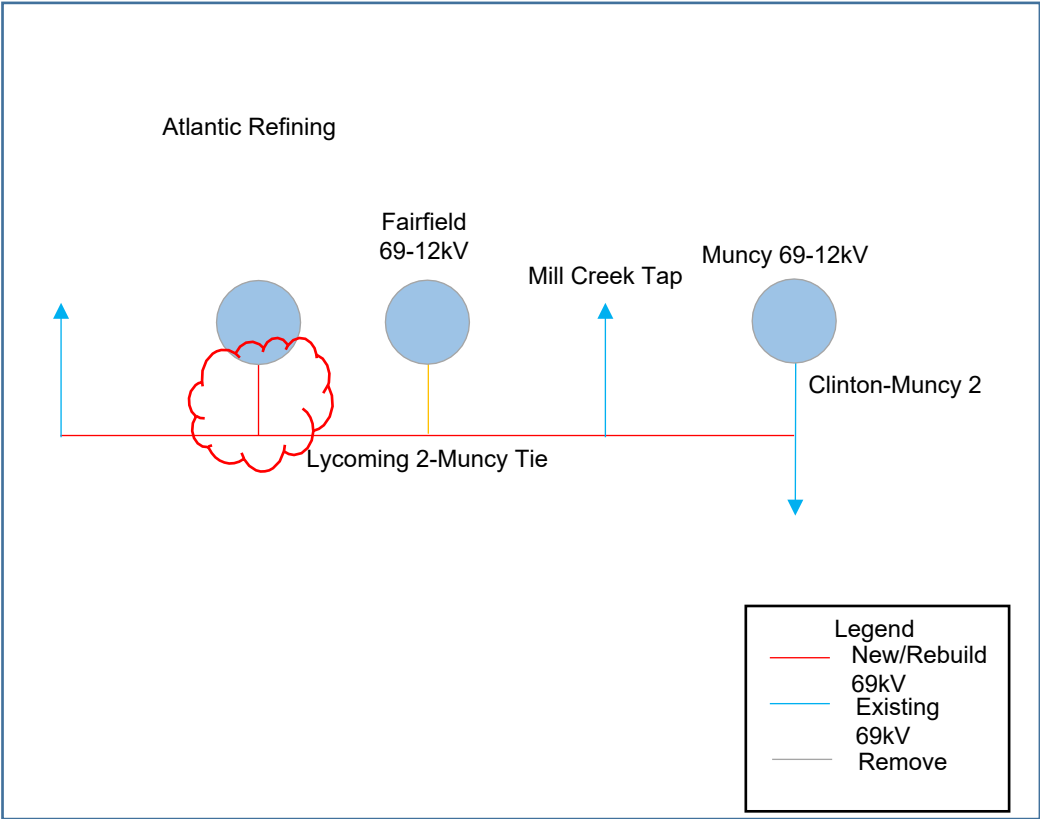 Atlantic Refining
Fairfield
69-12kV
Mill Creek Tap
Muncy 69-12kV
Clinton-Muncy 2
Lycoming 2-Muncy Tie
Legend
New/Rebuild
69kV
Existing
69kV
Remove